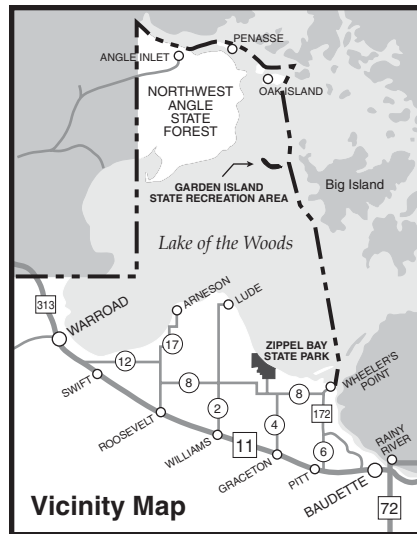 PENASSE
ANGLE INLET
OAK ISLAND
NORTHWEST
ANGLE
STATE
FOREST
GARDEN ISLAND
STATE RECREATION AREA
Big Island
Lake of the Woods
313
WARROAD
ARNESON
LUDE
17
ZIPPEL BAY
STATE PARK
WHEELER'S
POINT
12
SWIFT
8
8
172
ROOSEVELT
2
4
WILLIAMS
11
GRACETON
6
PITT
BAUDETTE
RAINY
RIVER
72
Vicinity Map